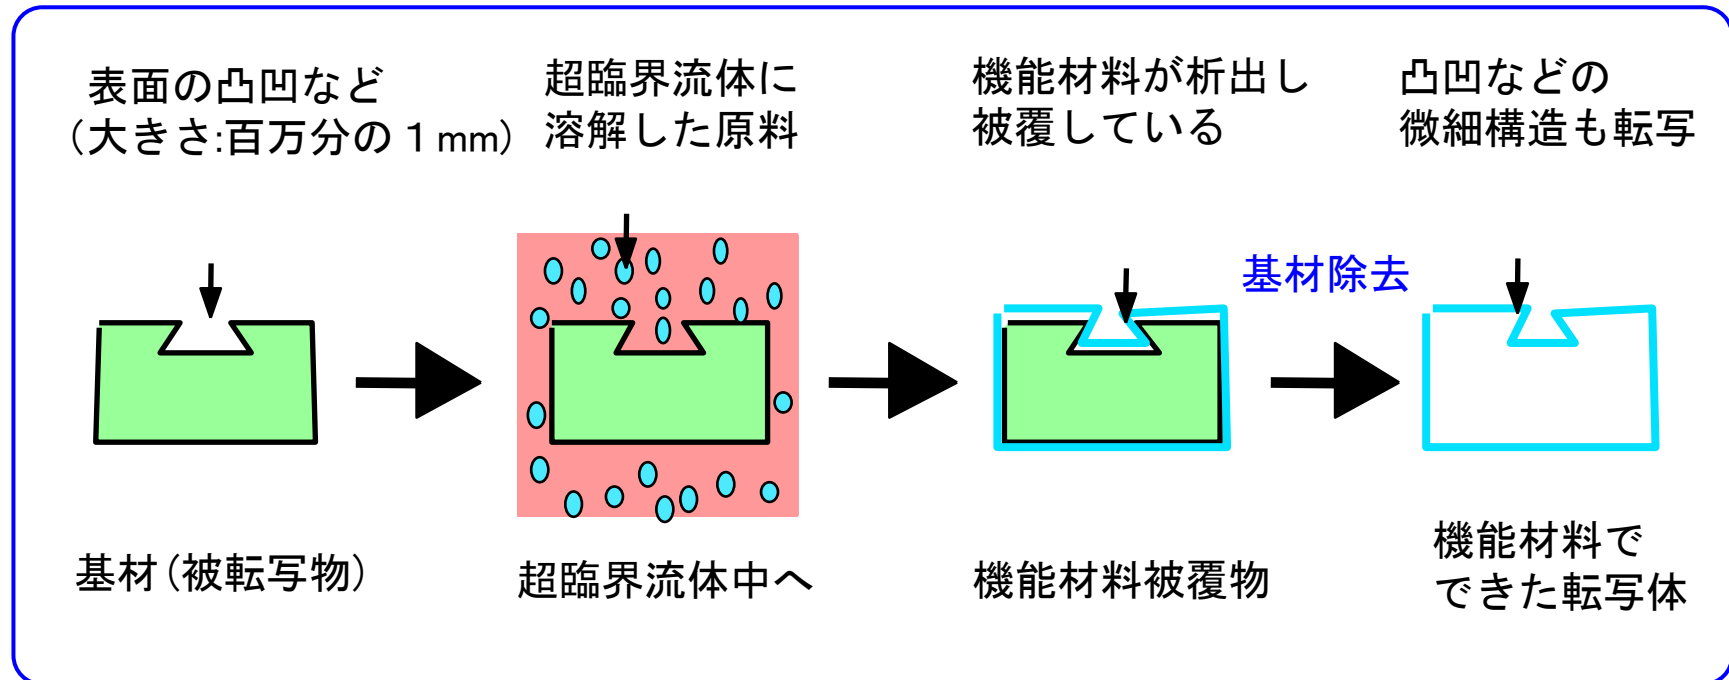 表面の凸凹など
（大きさ:百万分の１mm）
超臨界流体に
溶解した原料
機能材料が析出し
被覆している
凸凹などの
微細構造も転写
基材除去
基材（被転写物）
超臨界流体中へ
機能材料被覆物
機能材料で
できた転写体